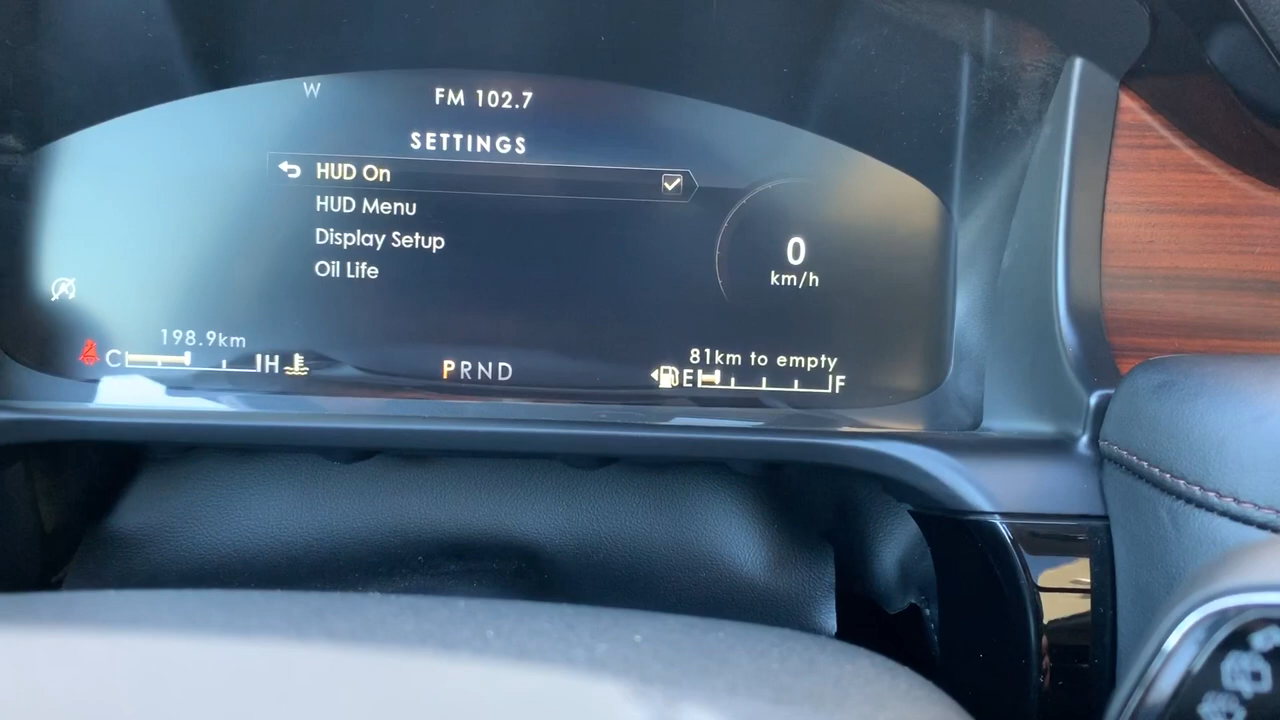 W
FM 102.7
SETTINGS
HUD On
HUD Menu
Display Setup
Oil Life
0
km/h
198.9km
C H
PRND
81km to empty
E F